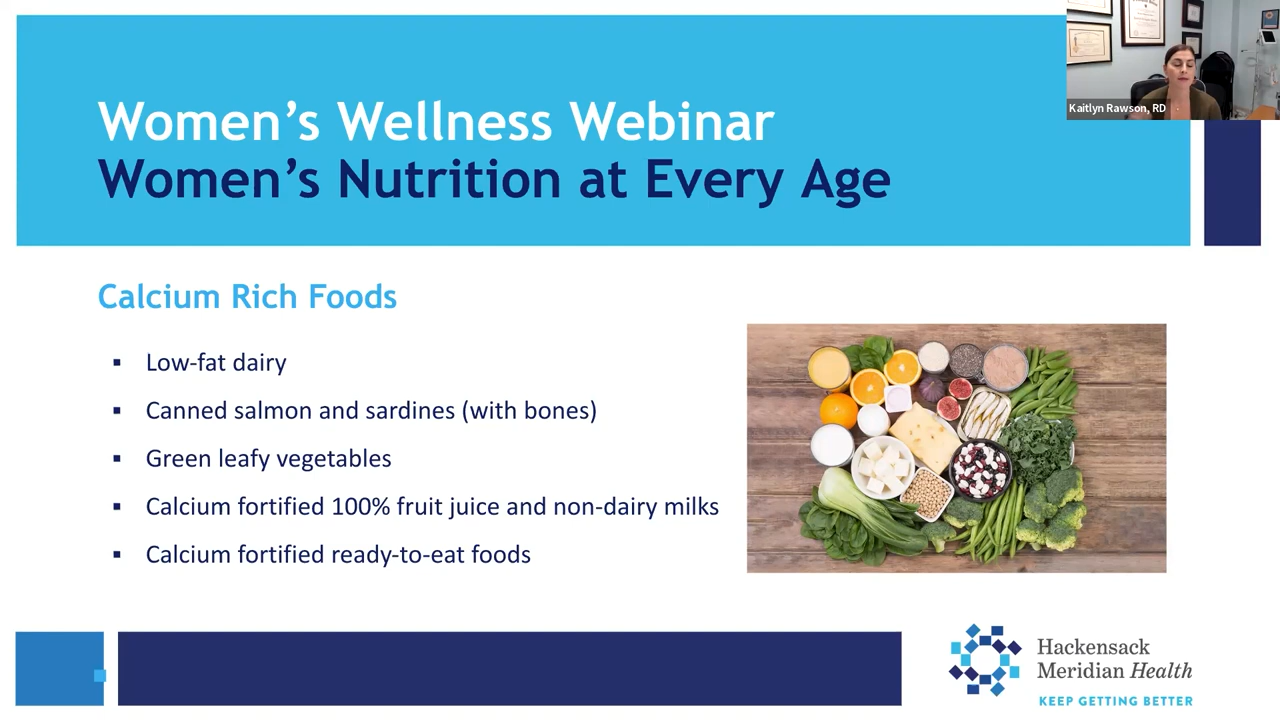 Women's Wellness Webinar
Women's Nutrition at Every Age
Kaitlyn Rawson, RD
Calcium Rich Foods
▪ Low-fat dairy
▪ Canned salmon and sardines (with bones)
▪ Green leafy vegetables
▪ Calcium fortified 100% fruit juice and non-dairy milks
▪ Calcium fortified ready-to-eat foods
Hackensack
Meridian Health
KEEP GETTING BETTER